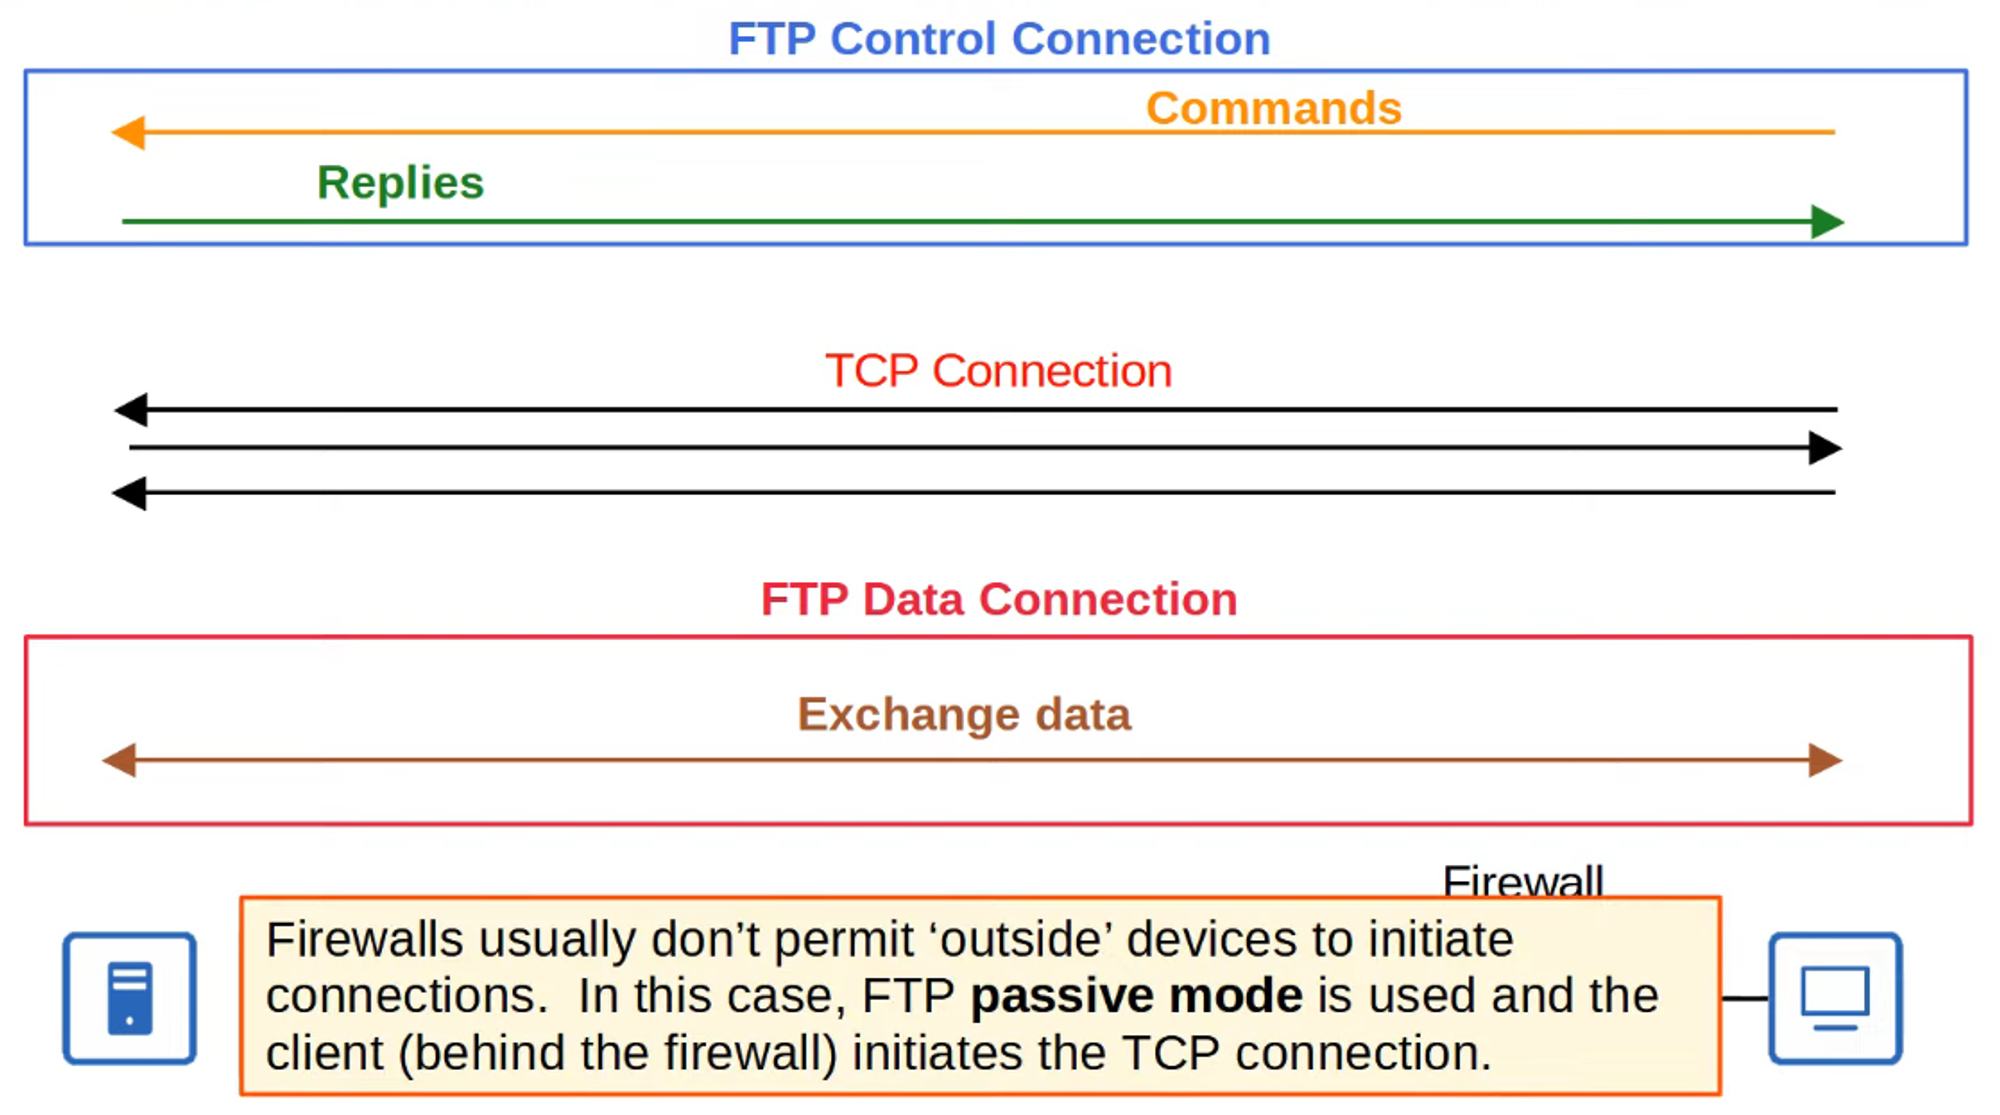 FTP Control Connection
Commands
Replies
TCP Connection
FTP Data Connection
Exchange data
Firewall
Firewalls usually don’t permit ‘outside’ devices to initiate
connections.  In this case, FTP passive mode is used and the
client (behind the firewall) initiates the TCP connection.